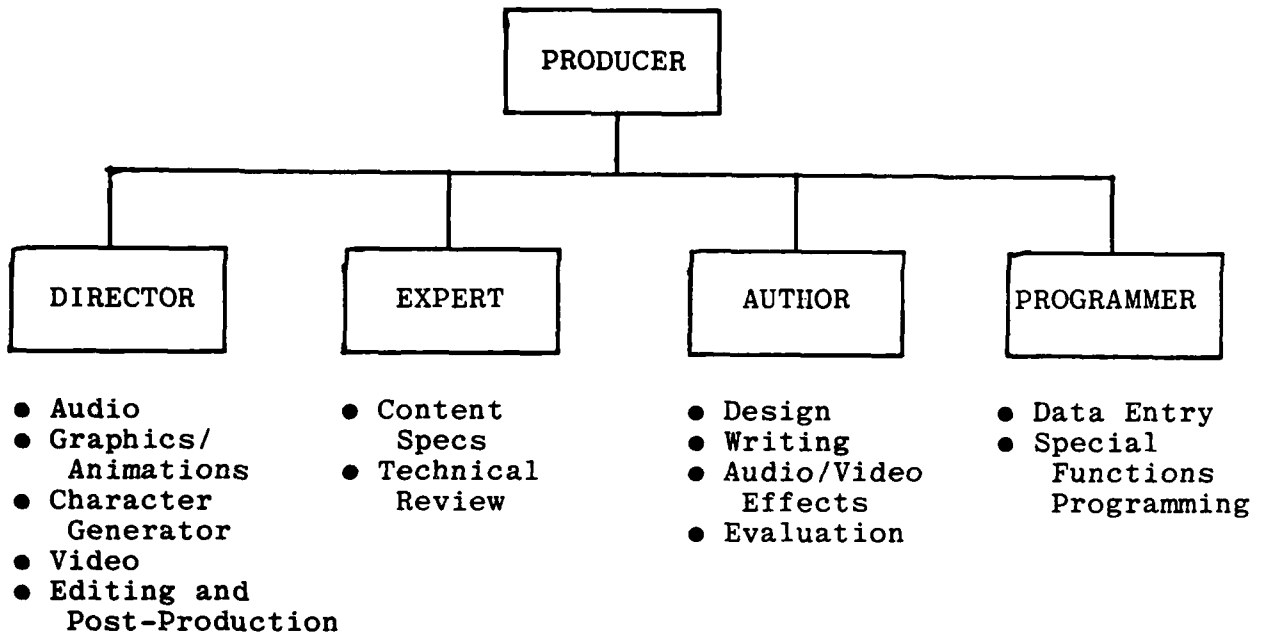 PRODUCER
DIRECTOR
EXPERT
AUTHOR
PROGRAMMER
● Audio
● Graphics/
Animations
● Character
Generator
● Video
● Editing and
Post-Production
● Content
Specs
● Technical
Review
● Design
● Writing
● Audio/Video
Effects
● Evaluation
● Data Entry
● Special
Functions
Programming